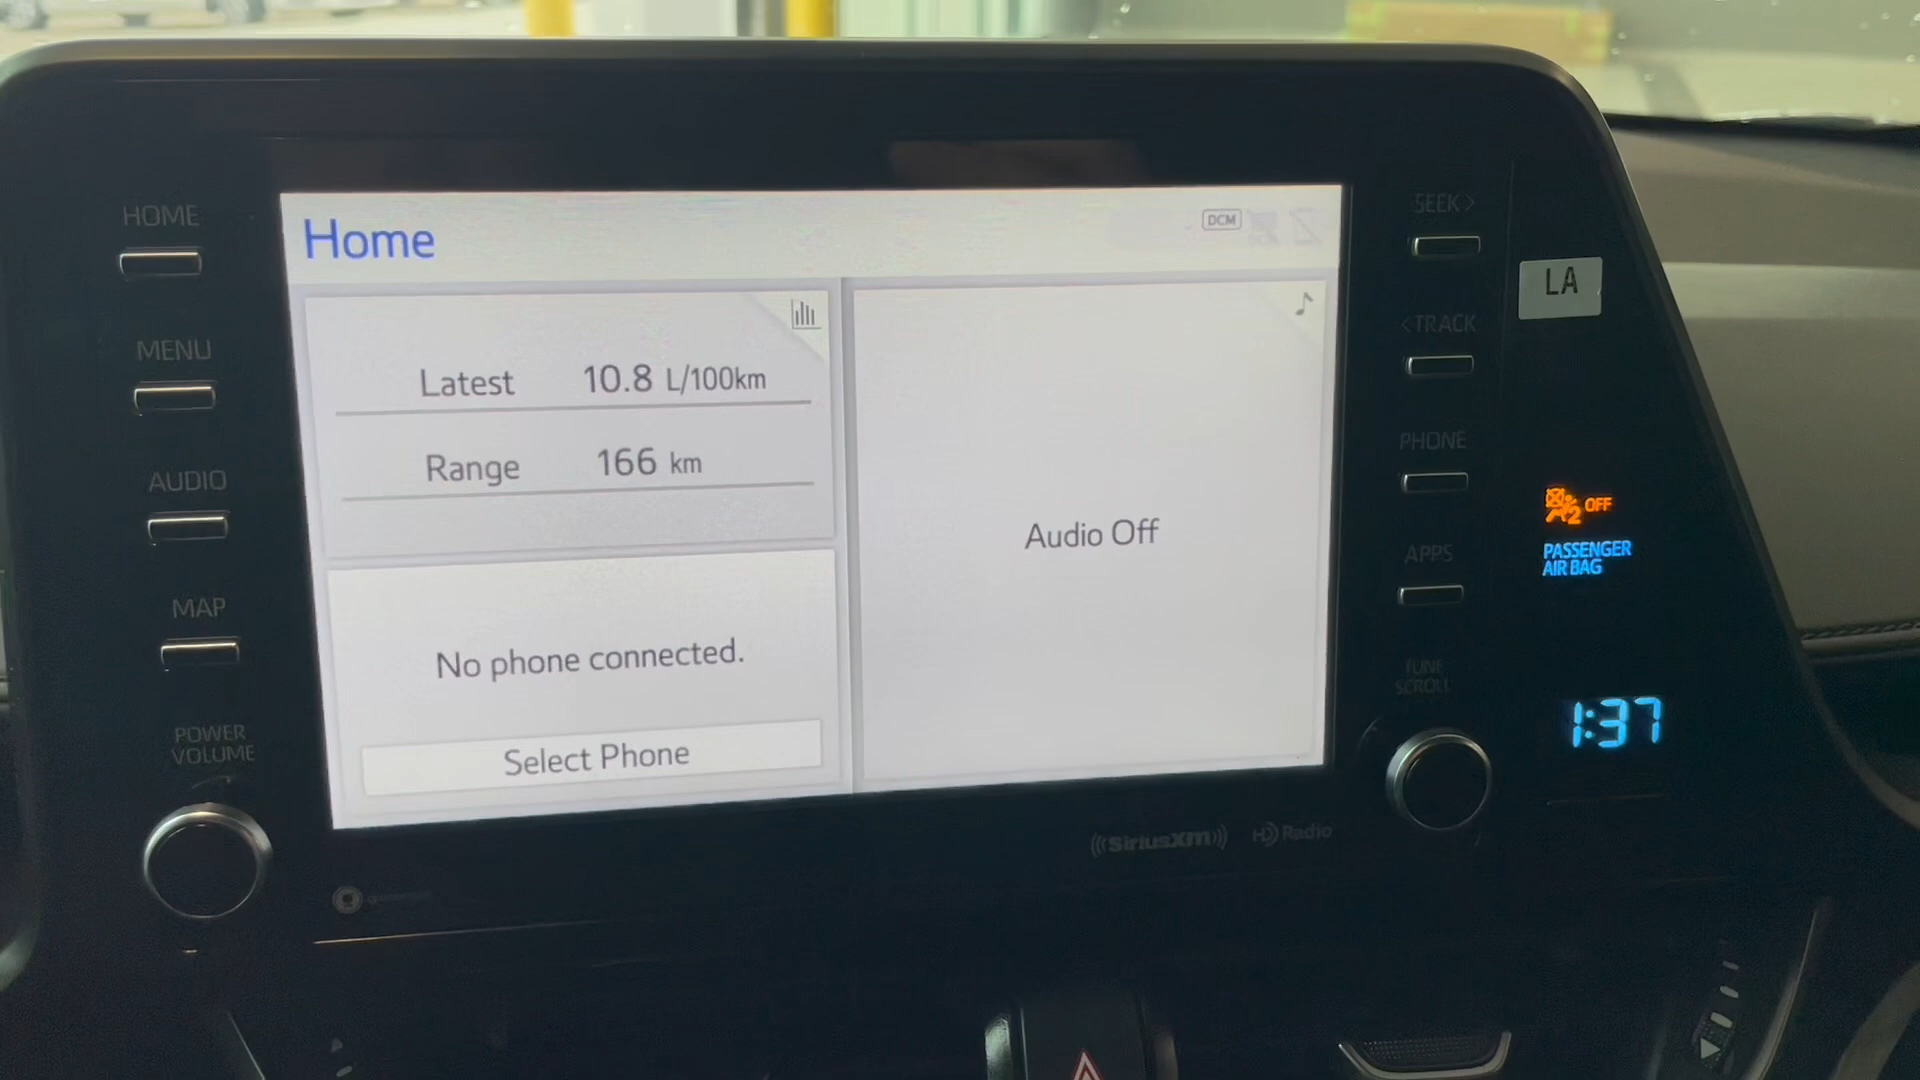 HOME
MENU
AUDIO
MAP
POWER
VOLUME
Home
DCM
Latest 10.8 L/100km
Range 166 km
No phone connected.
Select Phone
Audio Off
SEEK>
<TRACK
PHONE
APPS
TUNE
SCROLL
LA
2 OFF
PASSENGER
AIR BAG
1:37
((SiriusXM))
HD Radio